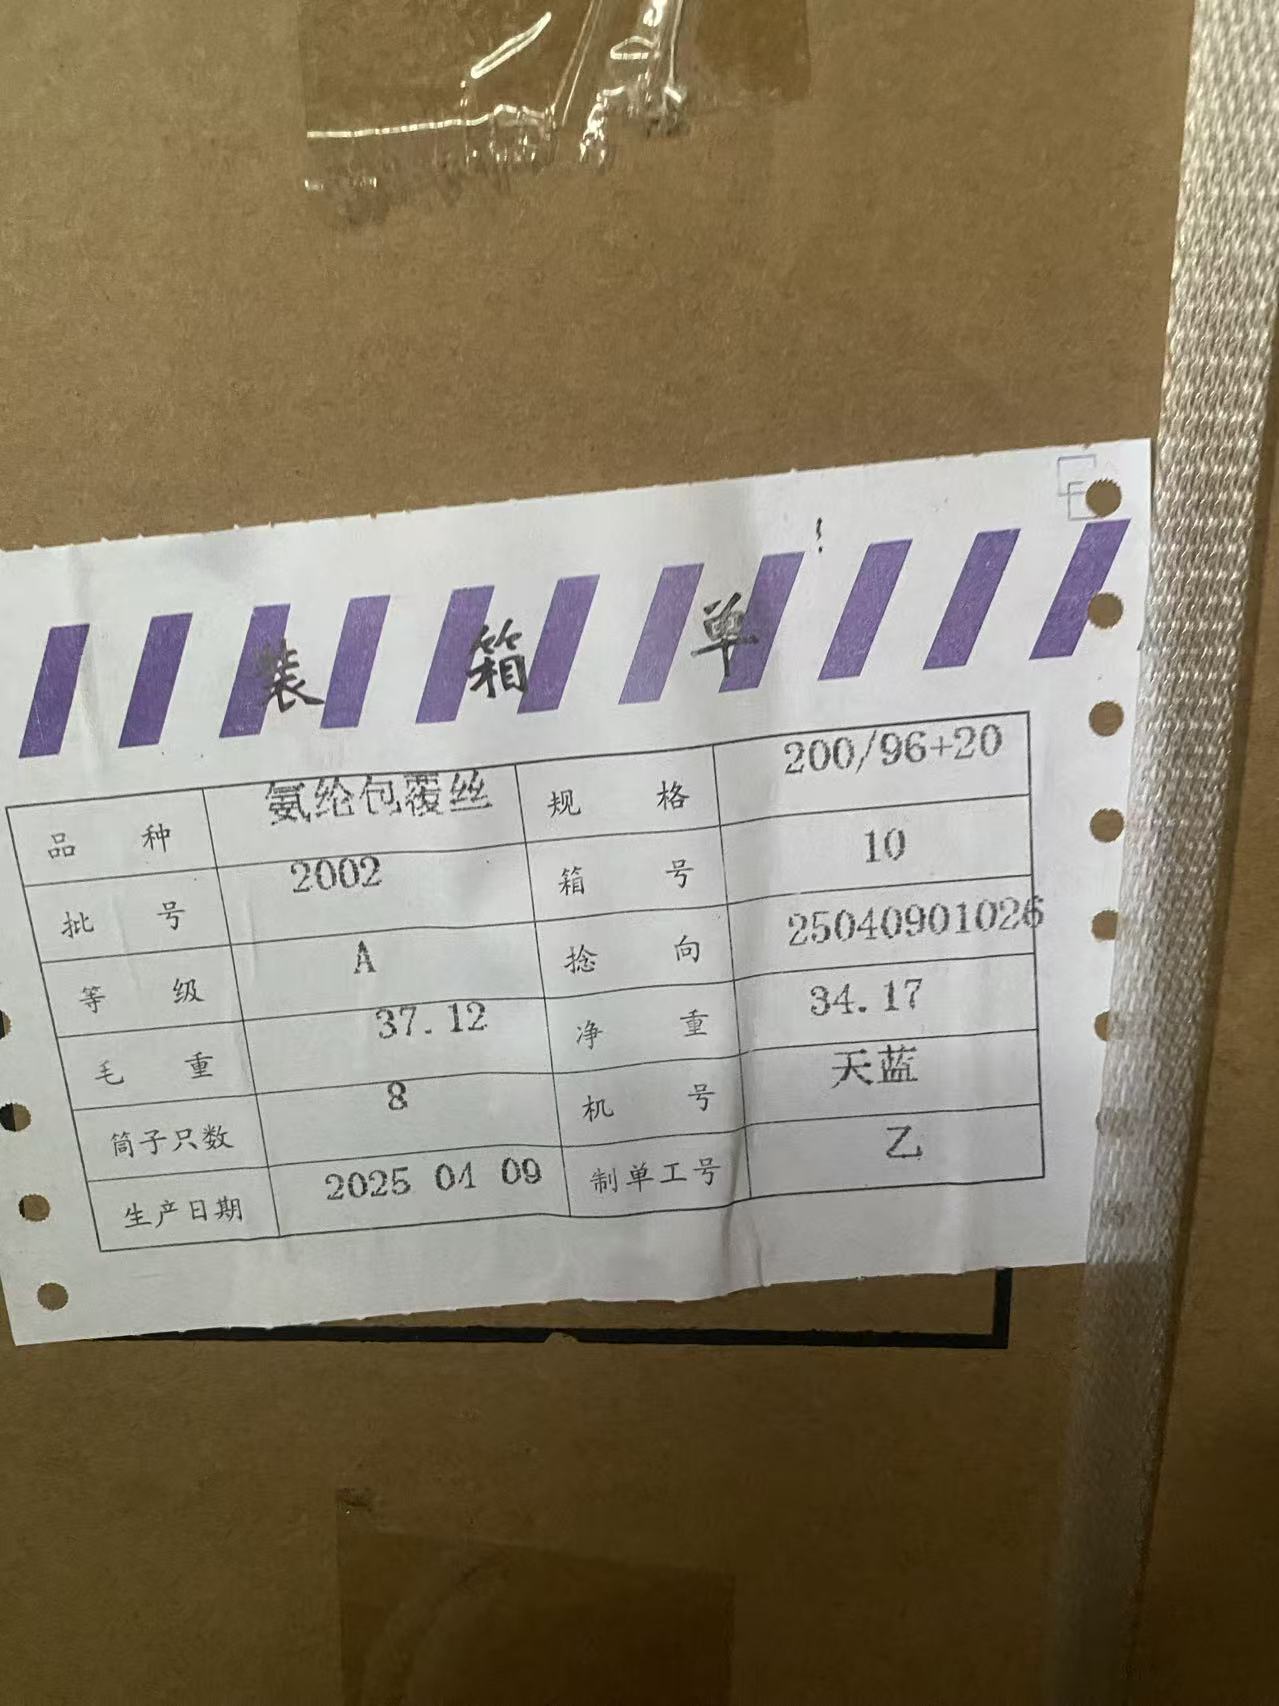 装箱单
品种 氨纶包覆丝 规格 200/96+20
批号 2002 箱号 10
等级 A 捻向 25040901026
毛重 37.12 净重 34.17
筒子只数 8 机号 天蓝
生产日期 2025 04 09 制单工号 乙